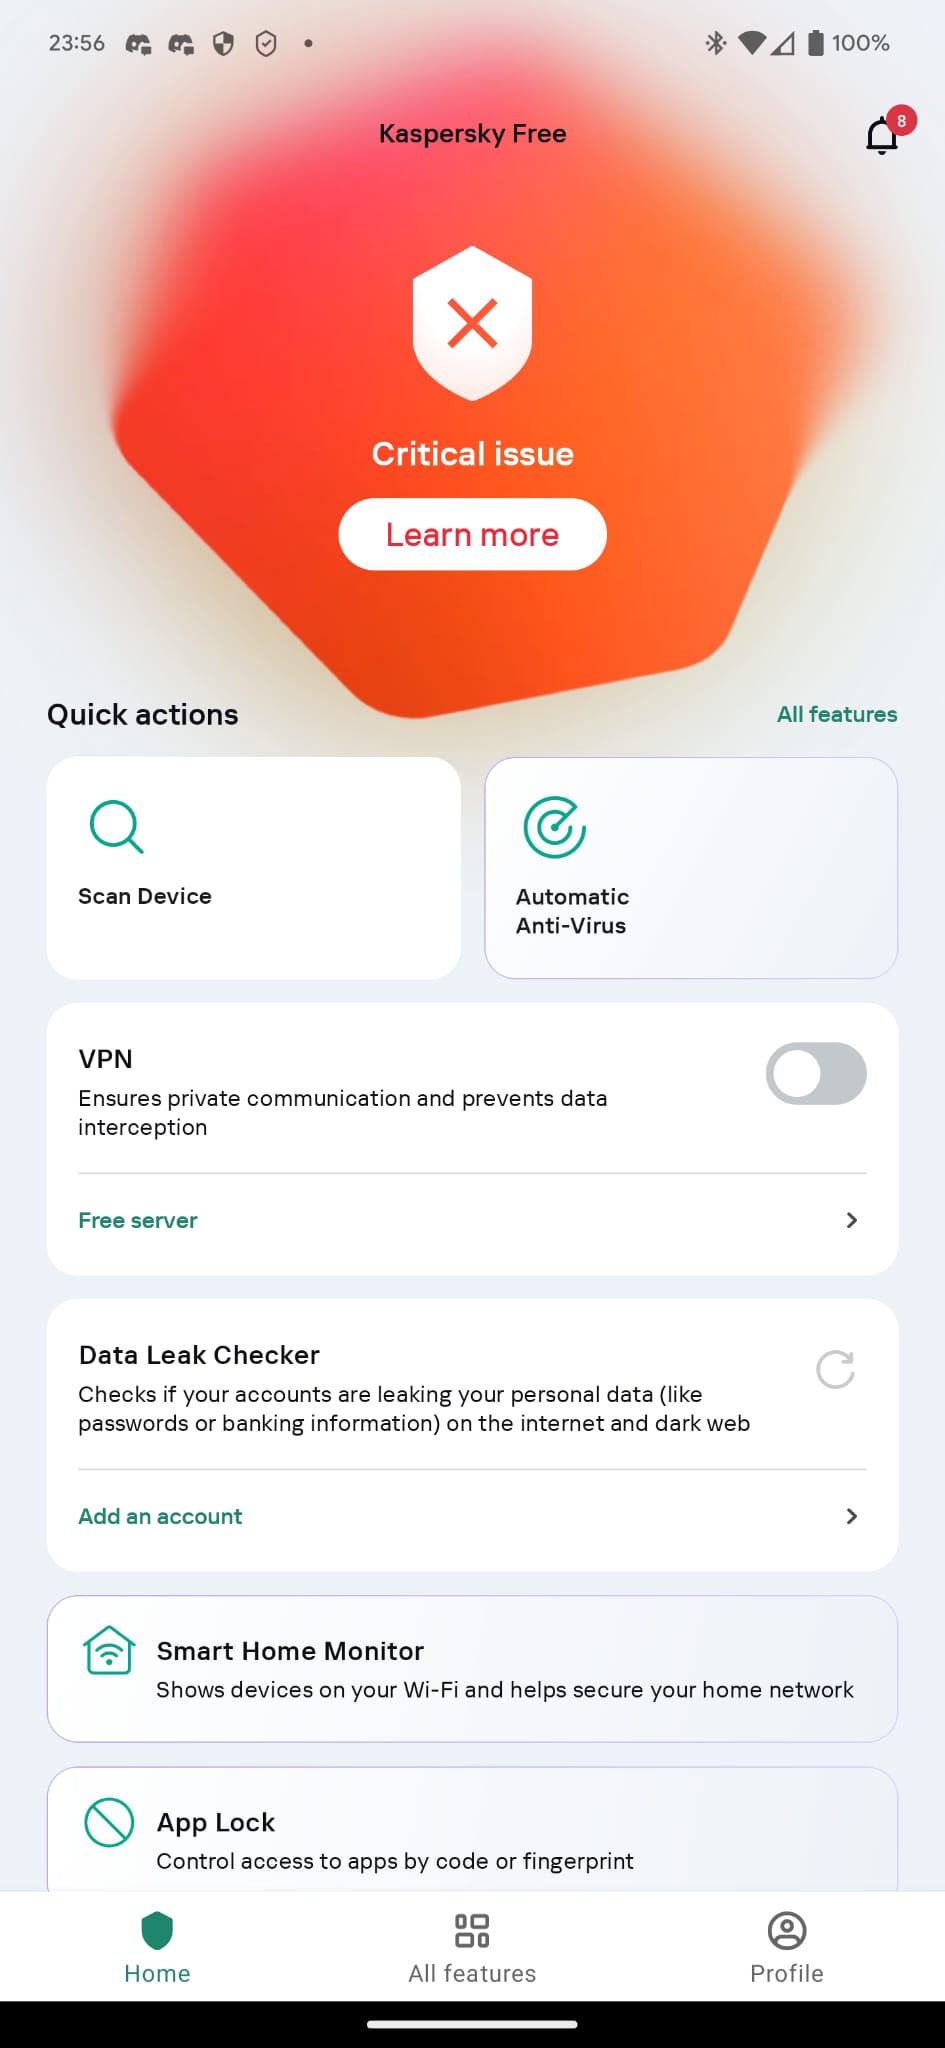 23:56
100%
Kaspersky Free
8
Critical issue
Learn more
Quick actions
All features
Scan Device
Automatic
Anti-Virus
VPN
Ensures private communication and prevents data
interception
Free server
Data Leak Checker
Checks if your accounts are leaking your personal data (like
passwords or banking information) on the internet and dark web
Add an account
Smart Home Monitor
Shows devices on your Wi-Fi and helps secure your home network
App Lock
Control access to apps by code or fingerprint
Home
All features
Profile